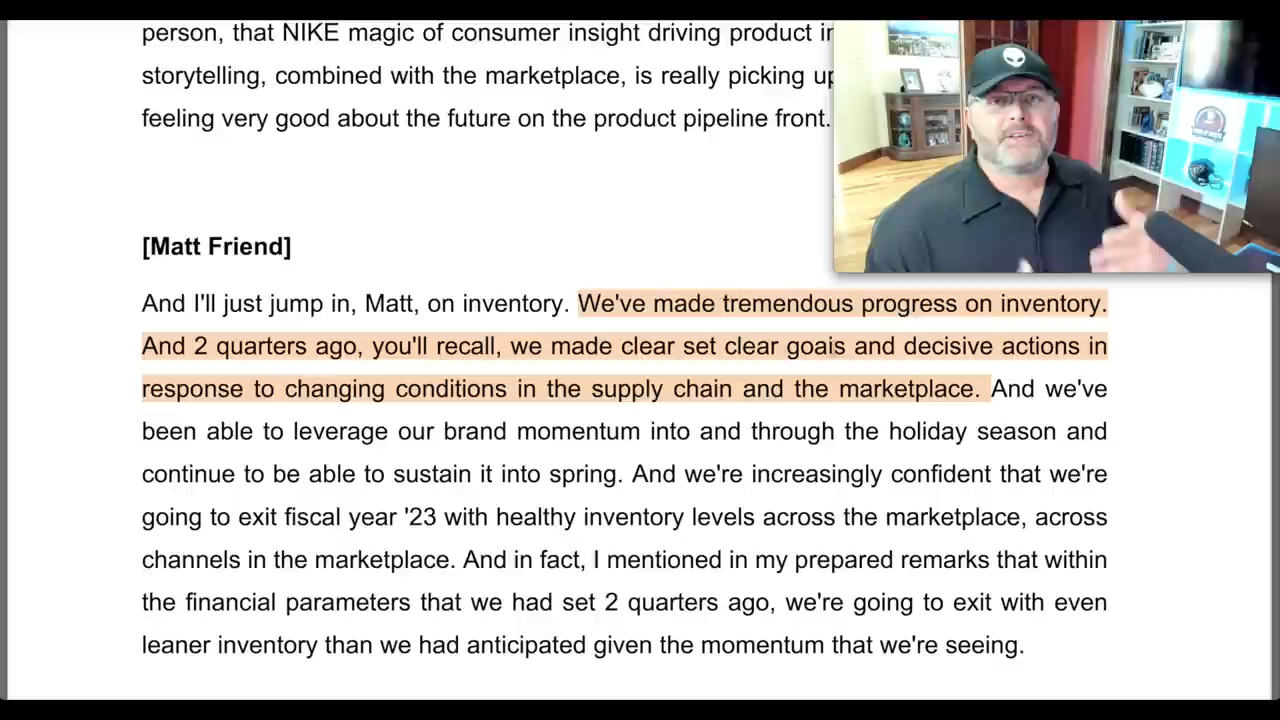 person, that NIKE magic of consumer insight driving product in
storytelling, combined with the marketplace, is really picking up
feeling very good about the future on the product pipeline front.
[Matt Friend]
And I'll just jump in, Matt, on inventory. We've made tremendous progress on inventory.
And 2 quarters ago, you'll recall, we made clear set clear goals and decisive actions in
response to changing conditions in the supply chain and the marketplace. And we've
been able to leverage our brand momentum into and through the holiday season and
continue to be able to sustain it into spring. And we're increasingly confident that we're
going to exit fiscal year '23 with healthy inventory levels across the marketplace, across
channels in the marketplace. And in fact, I mentioned in my prepared remarks that within
the financial parameters that we had set 2 quarters ago, we're going to exit with even
leaner inventory than we had anticipated given the momentum that we're seeing.